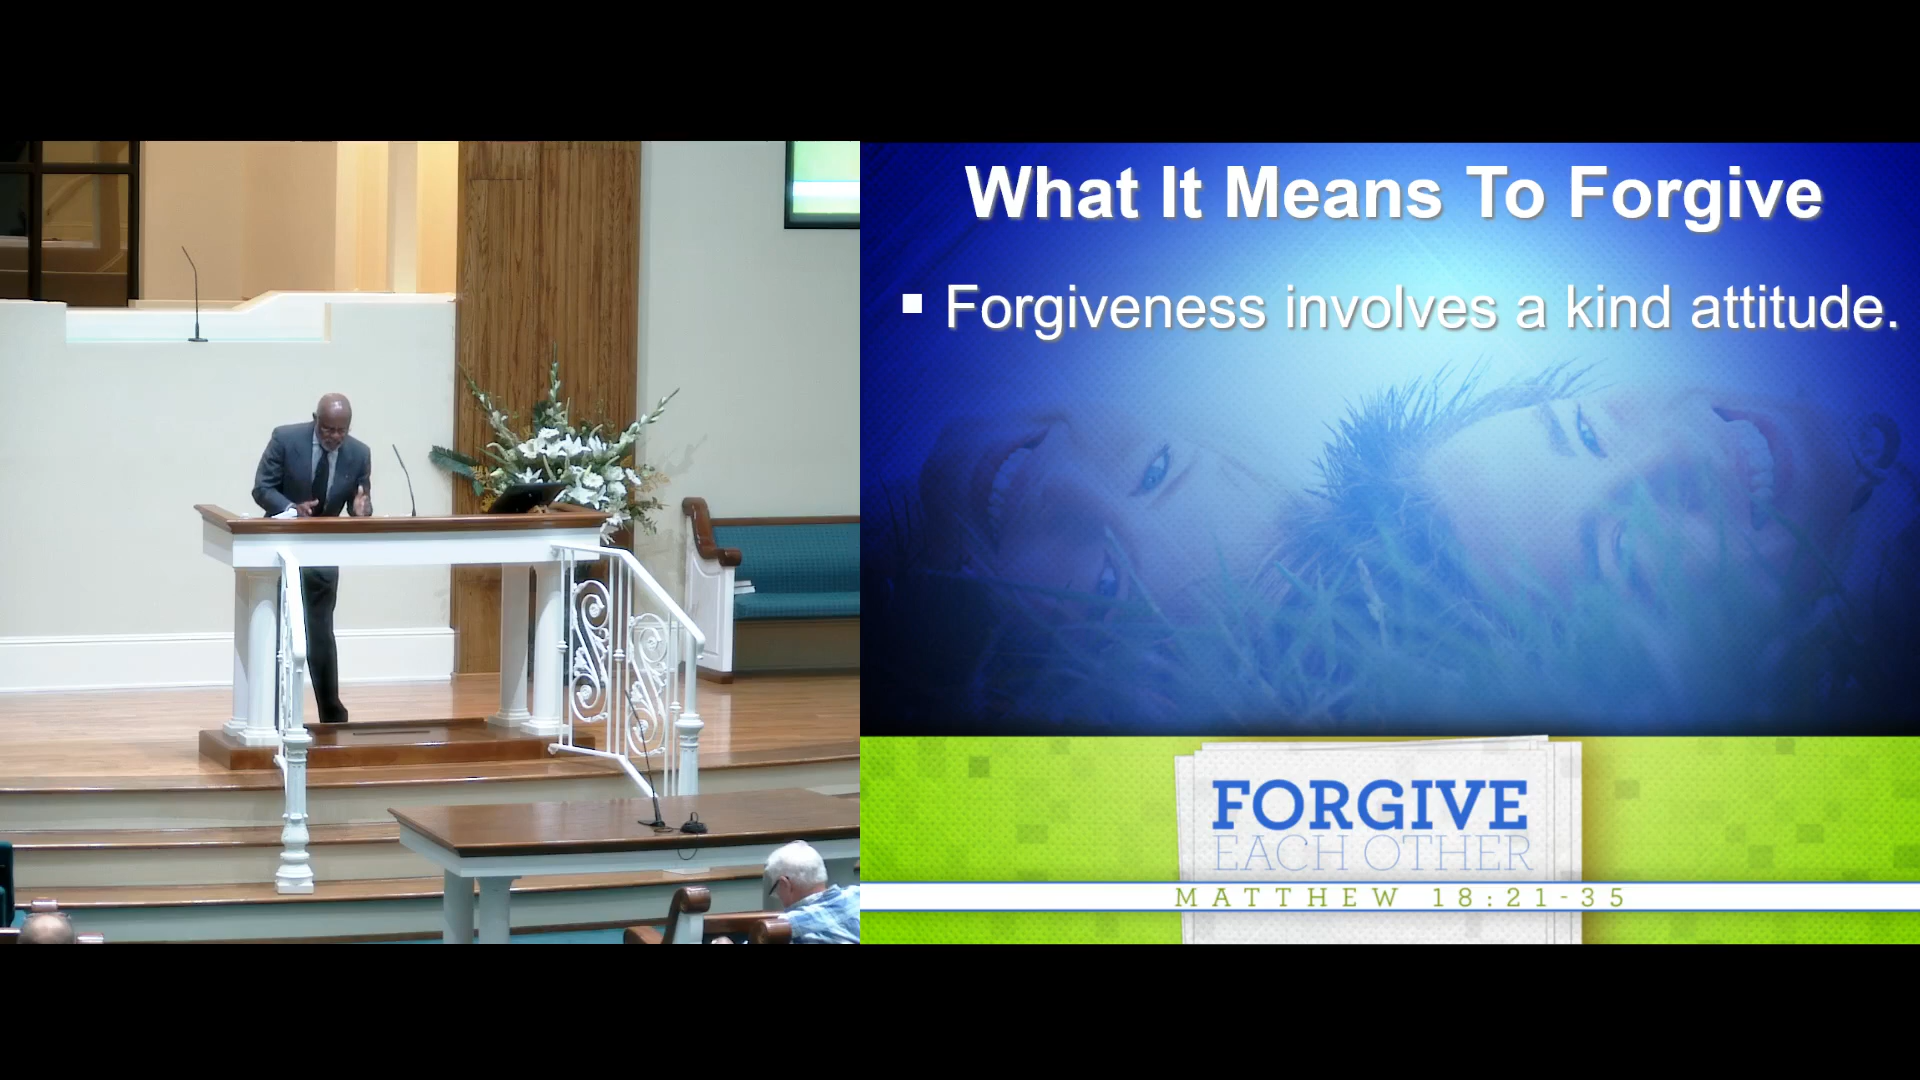 What It Means To Forgive
▪ Forgiveness involves a kind attitude.
FORGIVE
EACH OTHER
MATTHEW 18:21-35